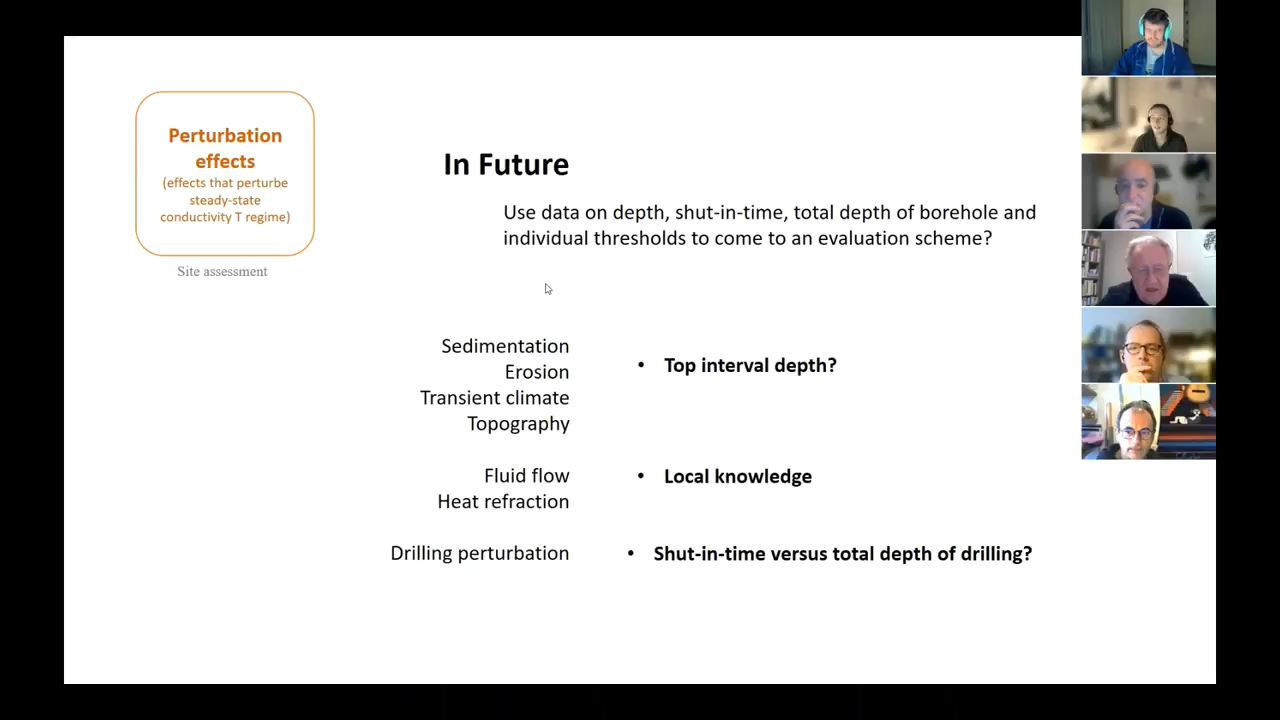 Perturbation
effects
(effects that perturbe
steady-state
conductivity T regime)
Site assessment
In Future
Use data on depth, shut-in-time, total depth of borehole and
individual thresholds to come to an evaluation scheme?
Sedimentation
Erosion
Transient climate
Topography
• Top interval depth?
Fluid flow
Heat refraction
• Local knowledge
Drilling perturbation
• Shut-in-time versus total depth of drilling?